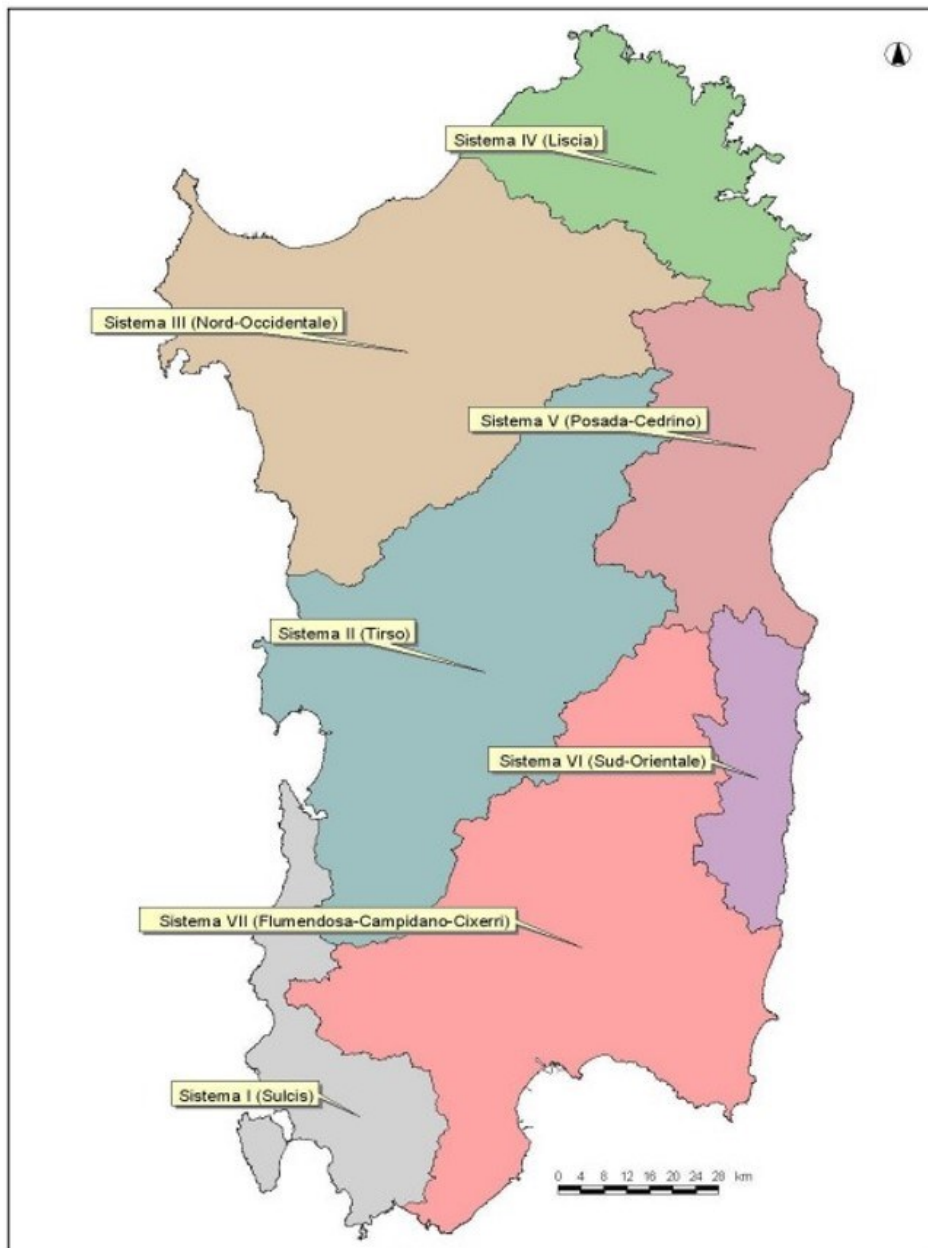 Sistema IV (Liscia)
Sistema III (Nord-Occidentale)
Sistema V (Posada-Cedrino)
Sistema II (Tirso)
Sistema VI (Sud-Orientale)
Sistema VII (Flumendosa-Campidano-Cixerri)
Sistema I (Sulcis)
0 4 8 12 16 20 24 28 km